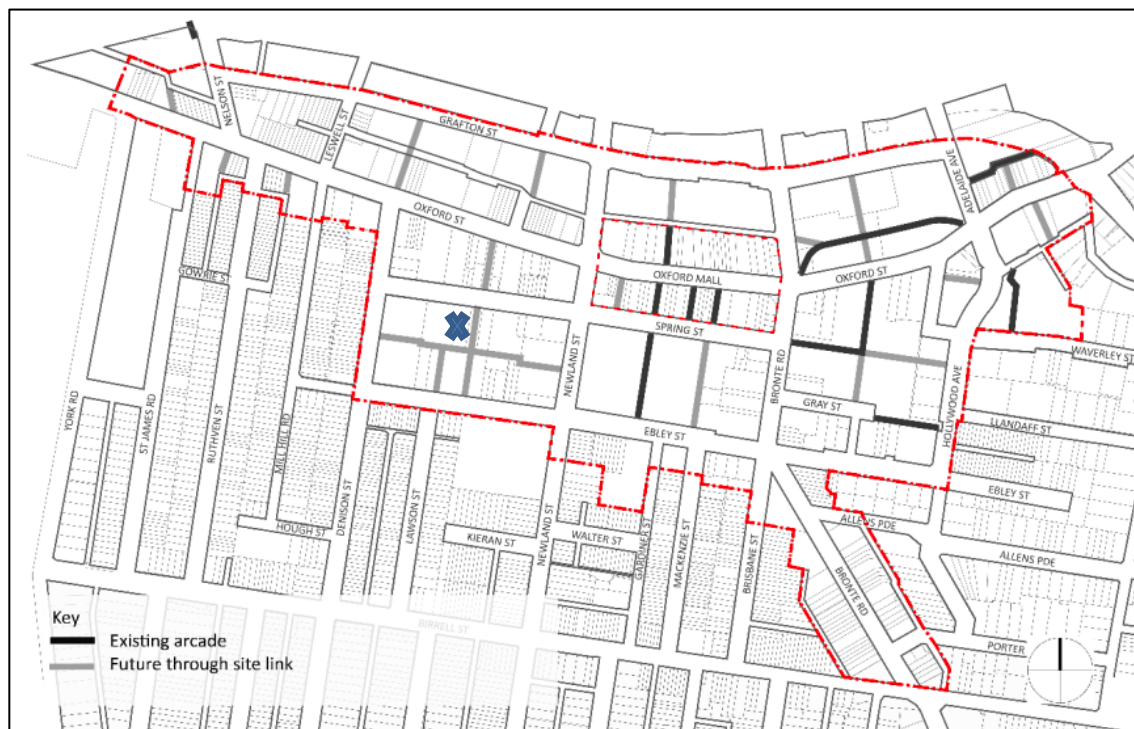 NELSON ST
LESWELL ST
GRAFTON ST
ADELAIDE AVE
OXFORD ST
OXFORD MALL
OXFORD ST
GOWRIE ST
SPRING ST
NEWLAND ST
BRONTE RD
WAVERLEY ST
YORK RD
ST JAMES RD
RUTHVEN ST
MILL HILL RD
GRAY ST
HOLLYWOOD AVE
LLANDAFF ST
EBLEY ST
EBLEY ST
DENISON ST
LAWSON ST
HOUGH ST
KIERAN ST
NEWLAND ST
WALTER ST
GARDINER ST
MACKENZIE ST
BRISBANE ST
ALLENS PDE
ALLENS PDE
BRONTE RD
BIRRELL ST
PORTER
Key
Existing arcade
Future through site link